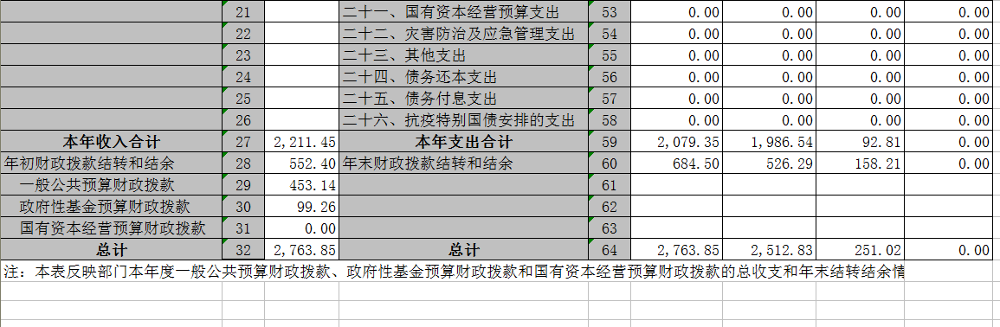 21 二十一、国有资本经营预算支出 53 0.00 0.00 0.00 0.00
22 二十二、灾害防治及应急管理支出 54 0.00 0.00 0.00 0.00
23 二十三、其他支出 55 0.00 0.00 0.00 0.00
24 二十四、债务还本支出 56 0.00 0.00 0.00 0.00
25 二十五、债务付息支出 57 0.00 0.00 0.00 0.00
26 二十六、抗疫特别国债安排的支出 58 0.00 0.00 0.00 0.00
本年收入合计 27 2,211.45 本年支出合计 59 2,079.35 1,986.54 92.81 0.00
年初财政拨款结转和结余 28 552.40 年末财政拨款结转和结余 60 684.50 526.29 158.21 0.00
一般公共预算财政拨款 29 453.14 61
政府性基金预算财政拨款 30 99.26 62
国有资本经营预算财政拨款 31 0.00 63
总计 32 2,763.85 总计 64 2,763.85 2,512.83 251.02 0.00
注：本表反映部门本年度一般公共预算财政拨款、政府性基金预算财政拨款和国有资本经营预算财政拨款的总收支和年末结转结余情